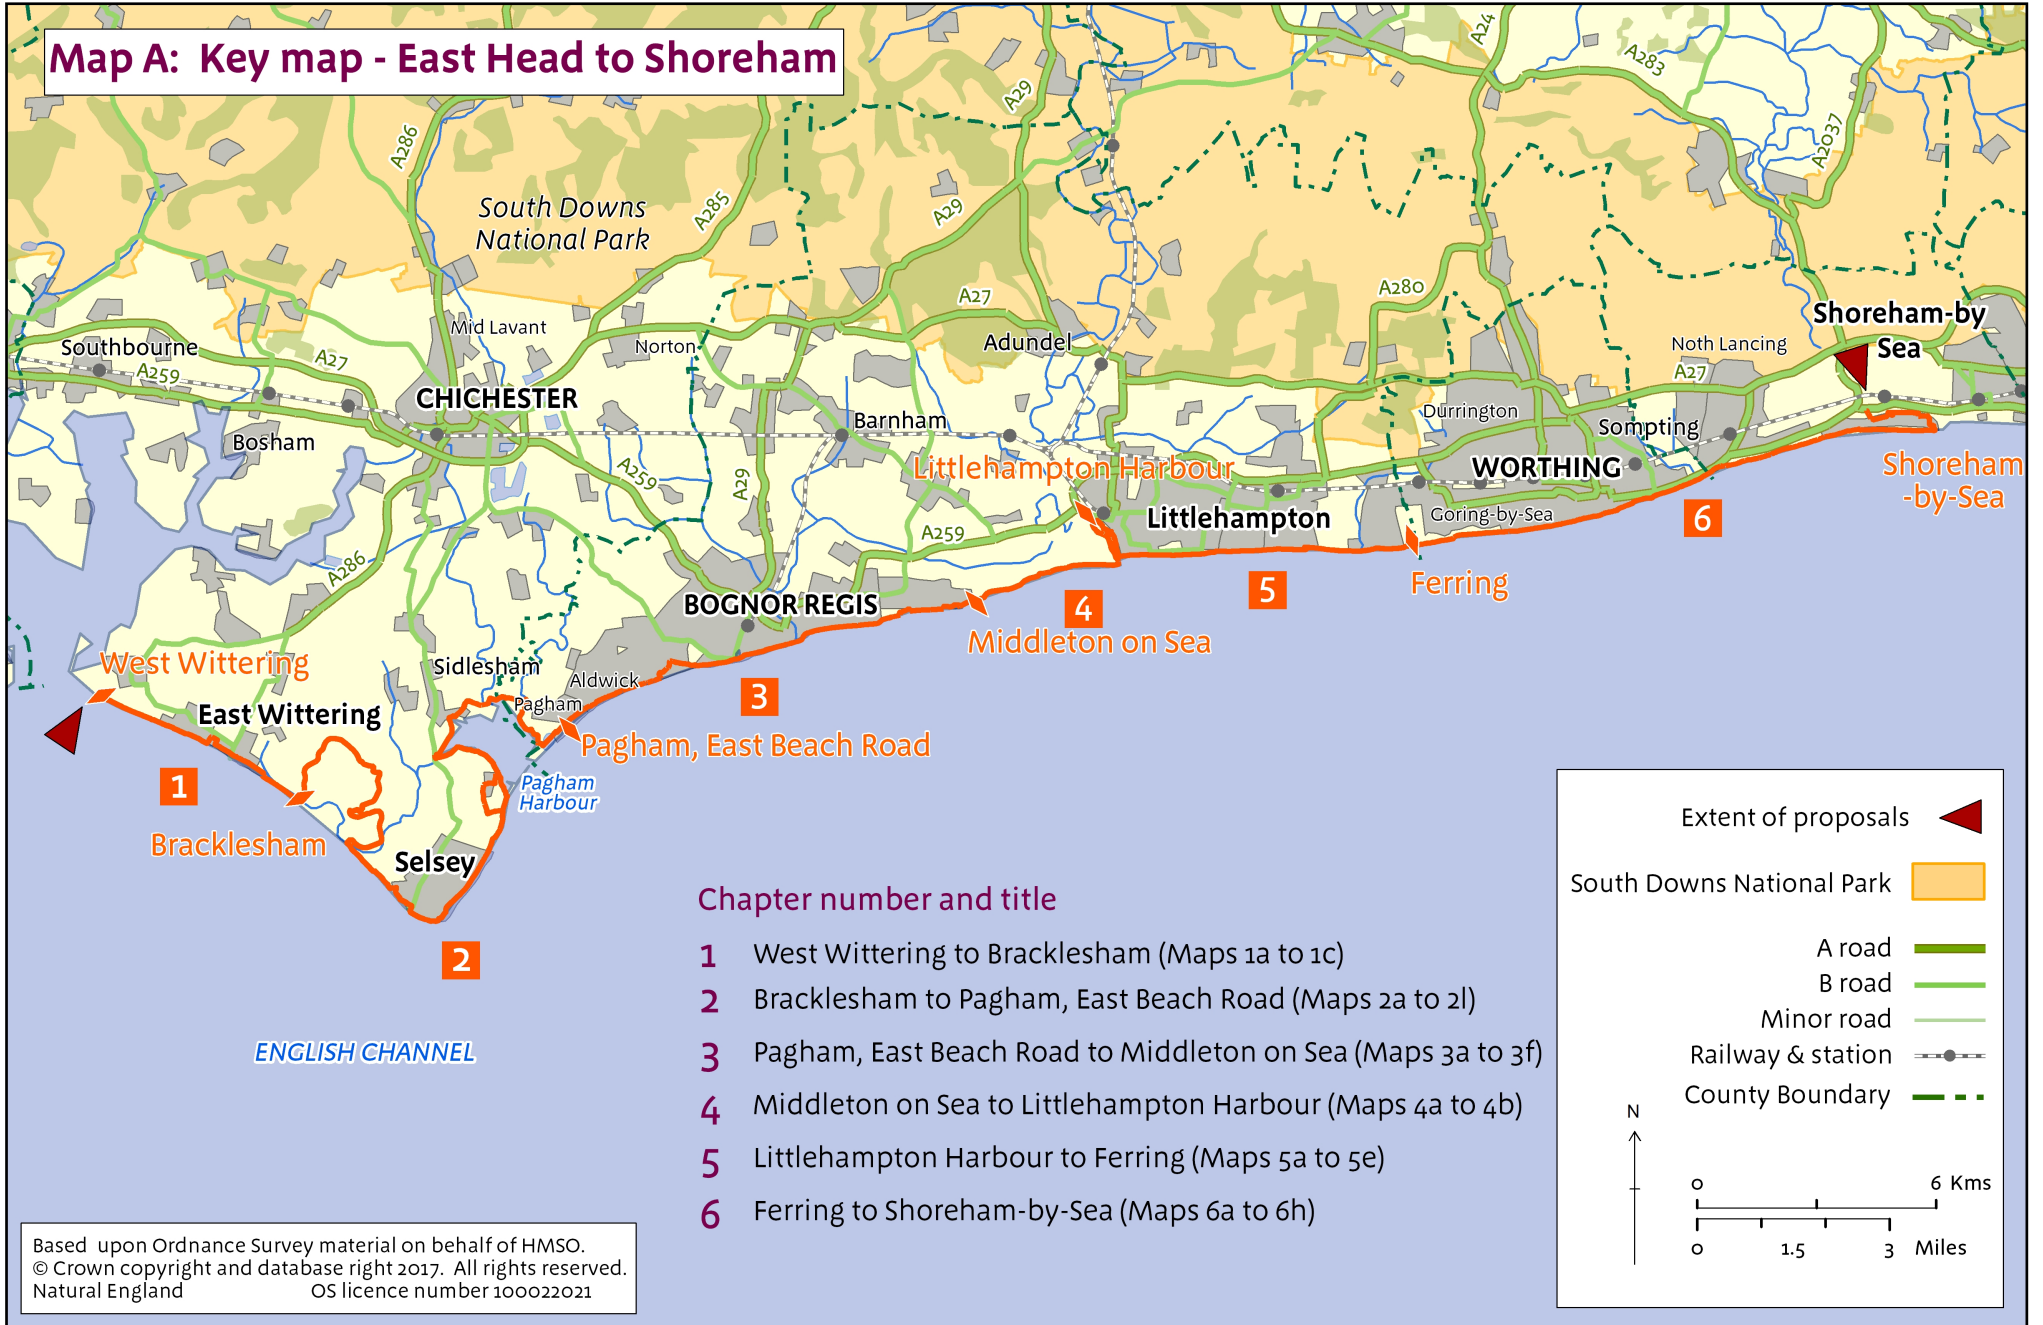 Map A: Key map - East Head to Shoreham
A24
A283
A29
A286
A2037
South Downs
National Park
A285
A29
A280
A27
Shoreham-by
Sea
Mid Lavant
Norton
Adundel
Noth Lancing
Southbourne
A27
A259
A27
CHICHESTER
Durrington
Barnham
Sompting
Bosham
Littlehampton Harbour
WORTHING
Shoreham
-by-Sea
A259
A29
Littlehampton
Goring-by-Sea
6
A259
A286
Ferring
5
BOGNOR REGIS
4
Middleton on Sea
West Wittering
Sidlesham
Aldwick
3
Pagham
East Wittering
Pagham, East Beach Road
1
Pagham
Harbour
Bracklesham
Selsey
2
ENGLISH CHANNEL
Chapter number and title
1 West Wittering to Bracklesham (Maps 1a to 1c)
2 Bracklesham to Pagham, East Beach Road (Maps 2a to 2l)
3 Pagham, East Beach Road to Middleton on Sea (Maps 3a to 3f)
4 Middleton on Sea to Littlehampton Harbour (Maps 4a to 4b)
5 Littlehampton Harbour to Ferring (Maps 5a to 5e)
6 Ferring to Shoreham-by-Sea (Maps 6a to 6h)
Extent of proposals
South Downs National Park
A road
B road
Minor road
Railway & station
County Boundary
N
0 6 Kms
0 1.5 3 Miles
Based upon Ordnance Survey material on behalf of HMSO.
© Crown copyright and database right 2017. All rights reserved.
Natural England OS licence number 100022021